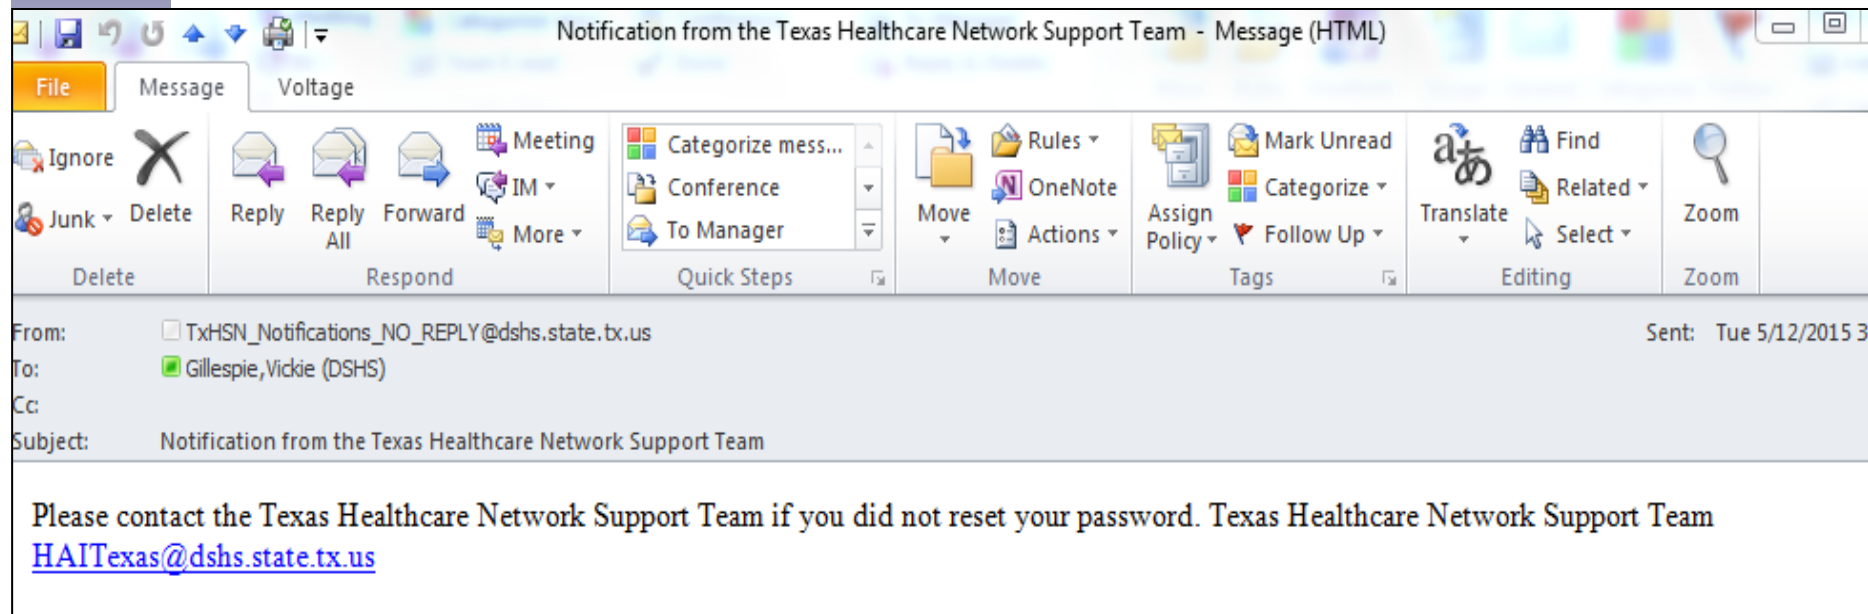 Notification from the Texas Healthcare Network Support Team - Message (HTML)
File Message Voltage
Ignore
Junk
Delete
Reply
Reply All
Forward
Meeting
IM
More
Categorize mess...
Conference
To Manager
Move
Rules
OneNote
Actions
Assign Policy
Mark Unread
Categorize
Follow Up
Translate
Find
Related
Select
Zoom
Delete Respond Quick Steps Move Tags Editing Zoom
From: TxHSN_Notifications_NO_REPLY@dshs.state.tx.us Sent: Tue 5/12/2015 3
To: Gillespie,Vickie (DSHS)
Cc:
Subject: Notification from the Texas Healthcare Network Support Team
Please contact the Texas Healthcare Network Support Team if you did not reset your password. Texas Healthcare Network Support Team
HAITexas@dshs.state.tx.us